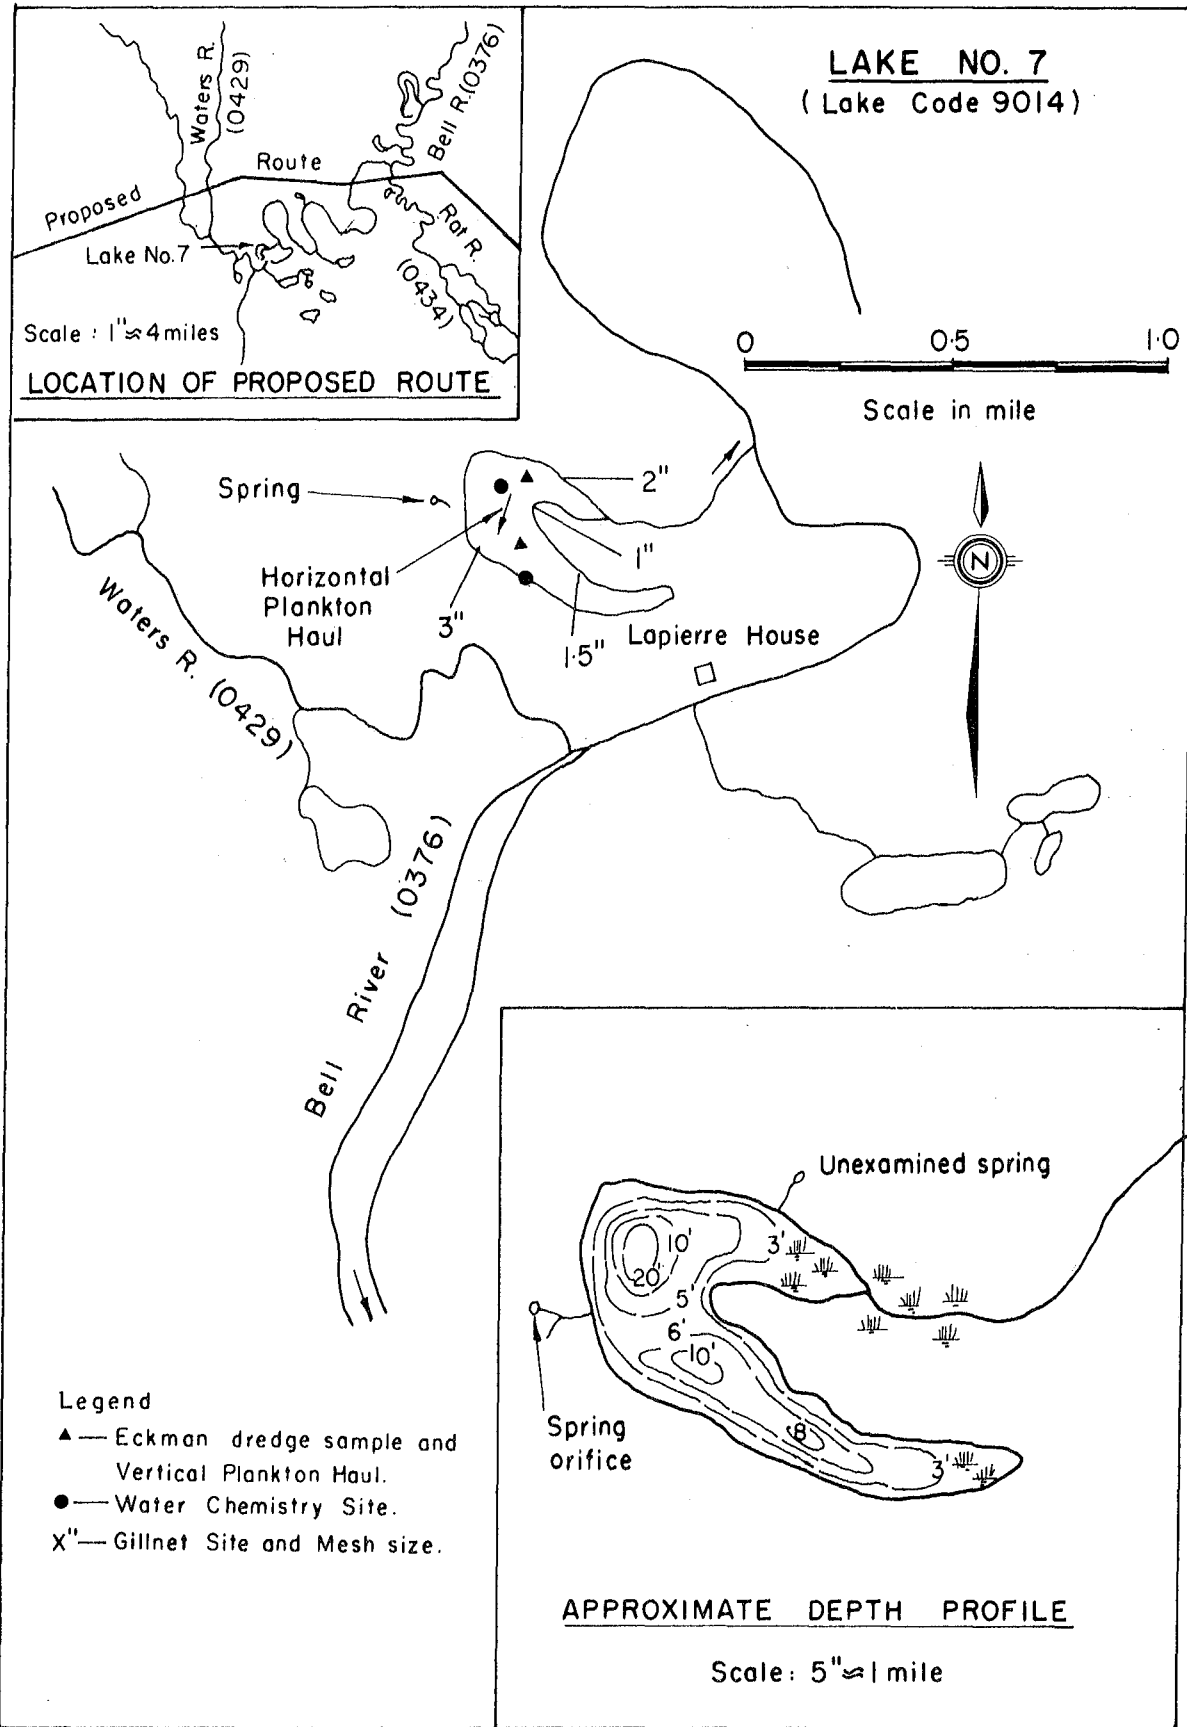 LAKE NO. 7
(Lake Code 9014)
Waters R.
(0429)
Bell R.(0376)
Route
Proposed
Rat R.
(0434)
Lake No.7
Scale : 1"≈4miles
LOCATION OF PROPOSED ROUTE
0 0·5 1·0
Scale in mile
Spring
2"
1"
Horizontal
Plankton
Haul
3"
1·5"
Lapierre House
N
Waters R. (0429)
Bell River (0376)
Unexamined spring
10'
20'
3'
5'
6'
10'
8
3'
Spring
orifice
Legend
▲ — Eckman dredge sample and
Vertical Plankton Haul.
● — Water Chemistry Site.
X" — Gillnet Site and Mesh size.
APPROXIMATE DEPTH PROFILE
Scale: 5"≈1mile